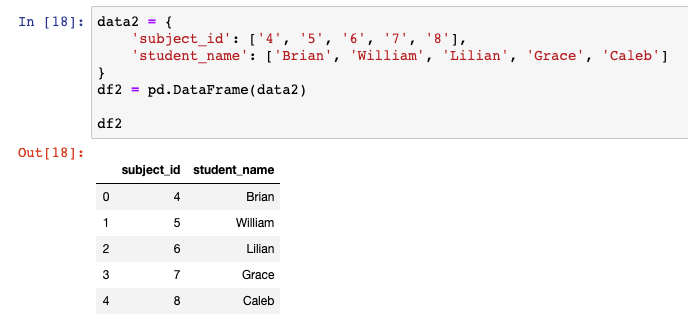 In [18]: data2 = {
'subject_id': ['4', '5', '6', '7', '8'],
'student_name': ['Brian', 'William', 'Lilian', 'Grace', 'Caleb']
}
df2 = pd.DataFrame(data2)
df2
Out[18]:
subject_id student_name
0 4 Brian
1 5 William
2 6 Lilian
3 7 Grace
4 8 Caleb